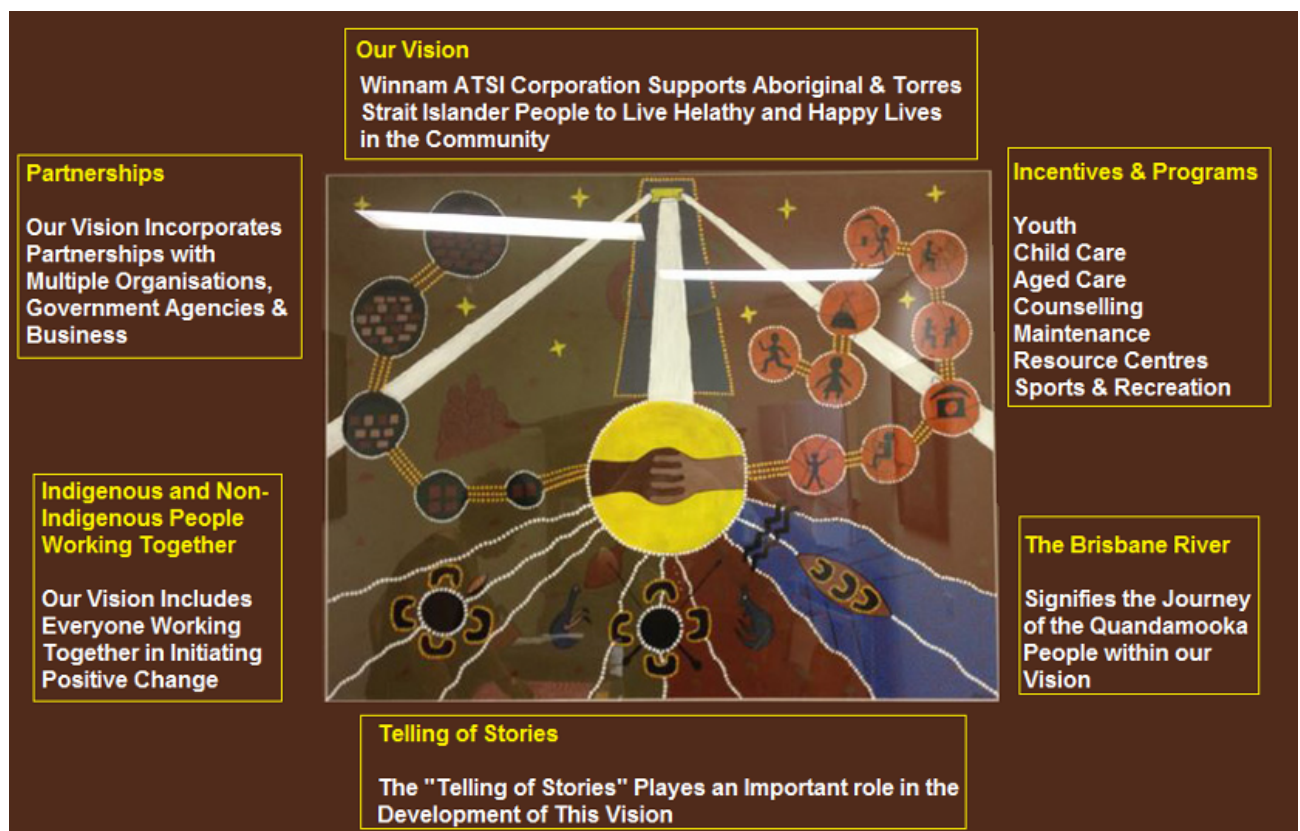 Our Vision
Winnam ATSI Corporation Supports Aboriginal & Torres
Strait Islander People to Live Helathy and Happy Lives
in the Community
Partnerships
Our Vision Incorporates
Partnerships with
Multiple Organisations,
Government Agencies &
Business
Incentives & Programs
Youth
Child Care
Aged Care
Counselling
Maintenance
Resource Centres
Sports & Recreation
Indigenous and Non-
Indigenous People
Working Together
Our Vision Includes
Everyone Working
Together in Initiating
Positive Change
The Brisbane River
Signifies the Journey
of the Quandamooka
People within our
Vision
Telling of Stories
The "Telling of Stories" Playes an Important role in the
Development of This Vision